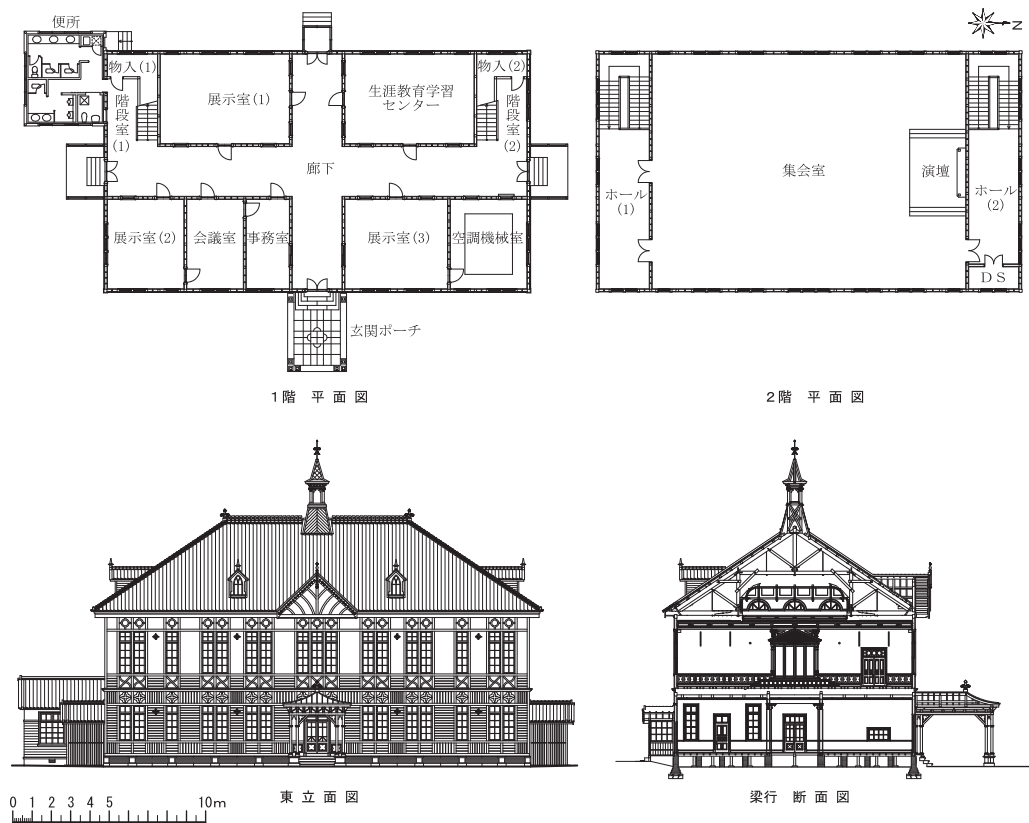 便所
物入(1)
階段室(1)
展示室(1)
生涯教育学習
センター
物入(2)
階段室(2)
廊下
展示室(2)
会議室
事務室
展示室(3)
空調機械室
玄関ポーチ
1階 平面図
N
ホール
(1)
集会室
演壇
ホール
(2)
DS
2階 平面図
東立面図
梁行 断面図
0 1 2 3 4 5 10m